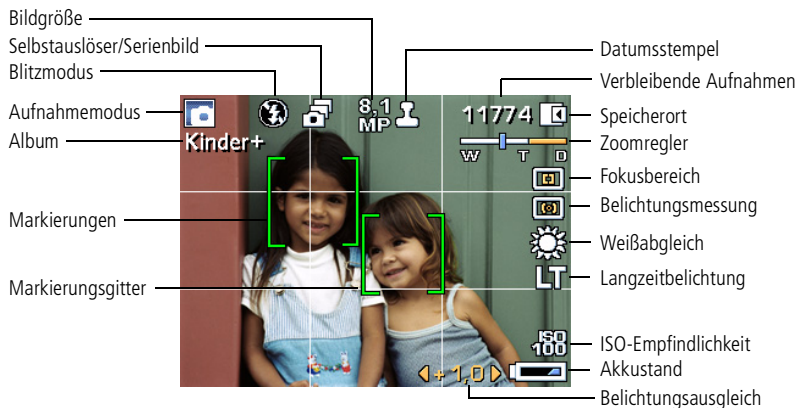 Bildgröße
Selbstauslöser/Serienbild
Blitzmodus
Aufnahmemodus
Album
Markierungen
Markierungsgitter
8,1
MP
11774
Kinder+
W T D
LT
ISO
100
+ 1,0
Datumsstempel
Verbleibende Aufnahmen
Speicherort
Zoomregler
Fokusbereich
Belichtungsmessung
Weißabgleich
Langzeitbelichtung
ISO-Empfindlichkeit
Akkustand
Belichtungsausgleich